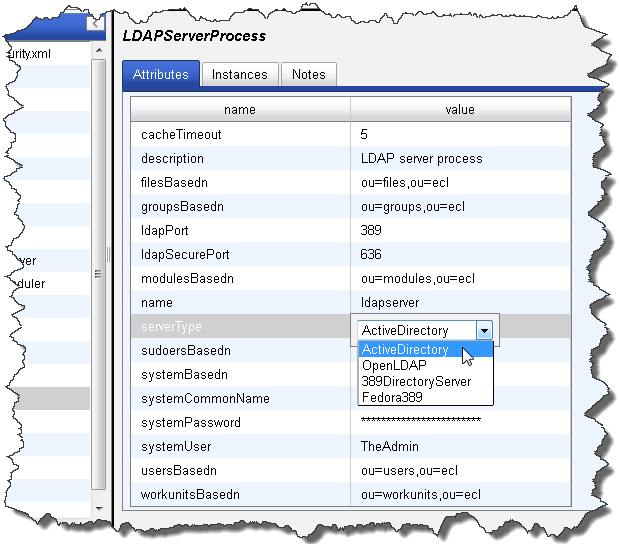 LDAPServerProcess
urity.xml
Attributes Instances Notes
name value
cacheTimeout 5
description LDAP server process
filesBasedn ou=files,ou=ecl
groupsBasedn ou=groups,ou=ecl
ldapPort 389
ldapSecurePort 636
modulesBasedn ou=modules,ou=ecl
name ldapserver
serverType ActiveDirectory
sudoersBasedn ActiveDirectory
OpenLDAP
systemBasedn 389DirectoryServer
systemCommonName Fedora389
systemPassword ************************
systemUser TheAdmin
usersBasedn ou=users,ou=ecl
workunitsBasedn ou=workunits,ou=ecl
ver
duler